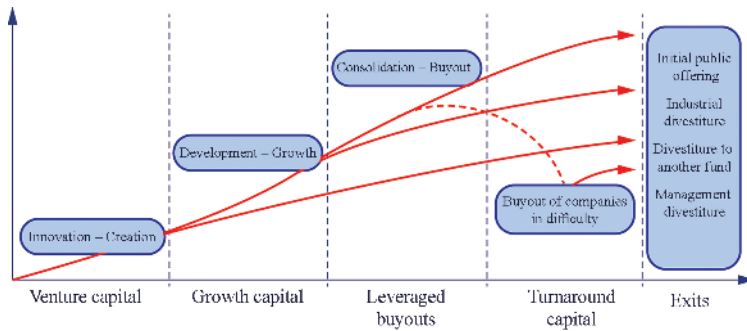 Consolidation – Buyout
Development – Growth
Innovation – Creation
Buyout of companies
in difficulty
Initial public
offering
Industrial
divestiture
Divestiture to
another fund
Management
divestiture
Venture capital
Growth capital
Leveraged
buyouts
Turnaround
capital
Exits